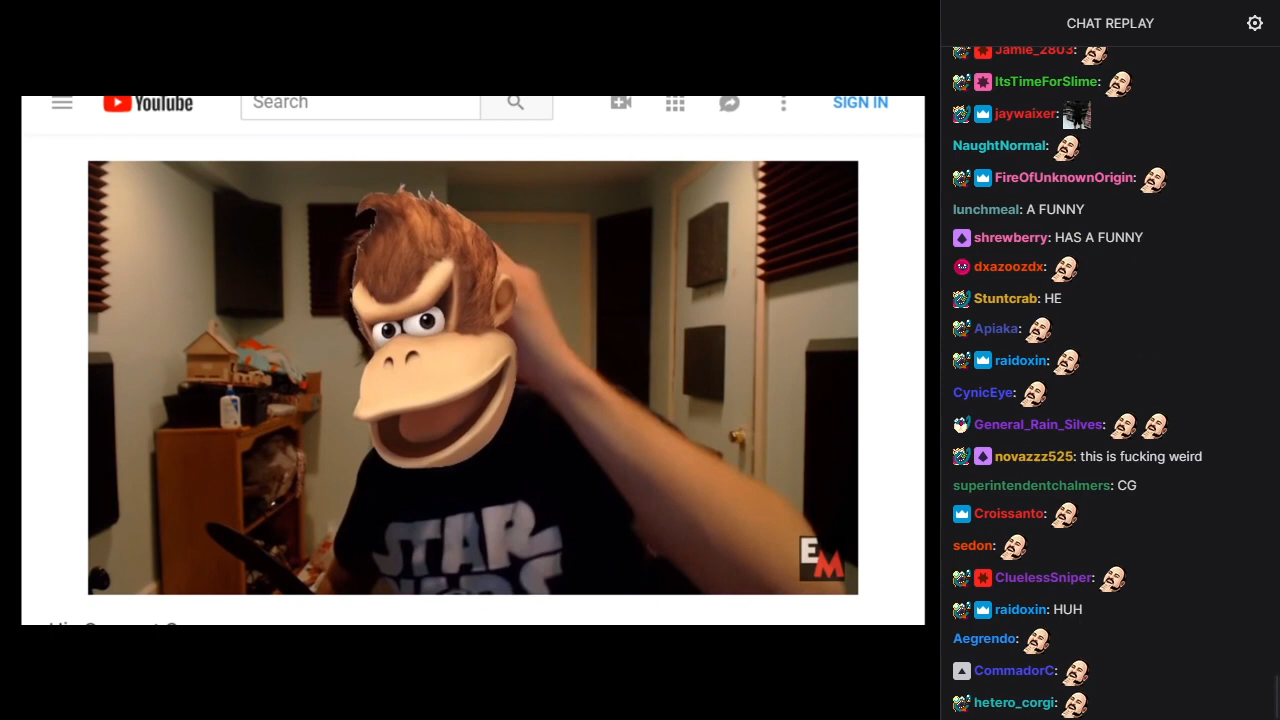 YouTube
Search
SIGN IN
STAR
EM
CHAT REPLAY
Jamie_2803:
ItsTimeForSlime:
jaywaixer:
NaughtNormal:
FireOfUnknownOrigin:
lunchmeal: A FUNNY
shrewberry: HAS A FUNNY
dxazoozdx:
Stuntcrab: HE
Apiaka:
raidoxin:
CynicEye:
General_Rain_Silves:
novazzz525: this is fucking weird
superintendentchalmers: CG
Croissanto:
sedon:
CluelessSniper:
raidoxin: HUH
Aegrendo:
CommadorC:
hetero_corgi: